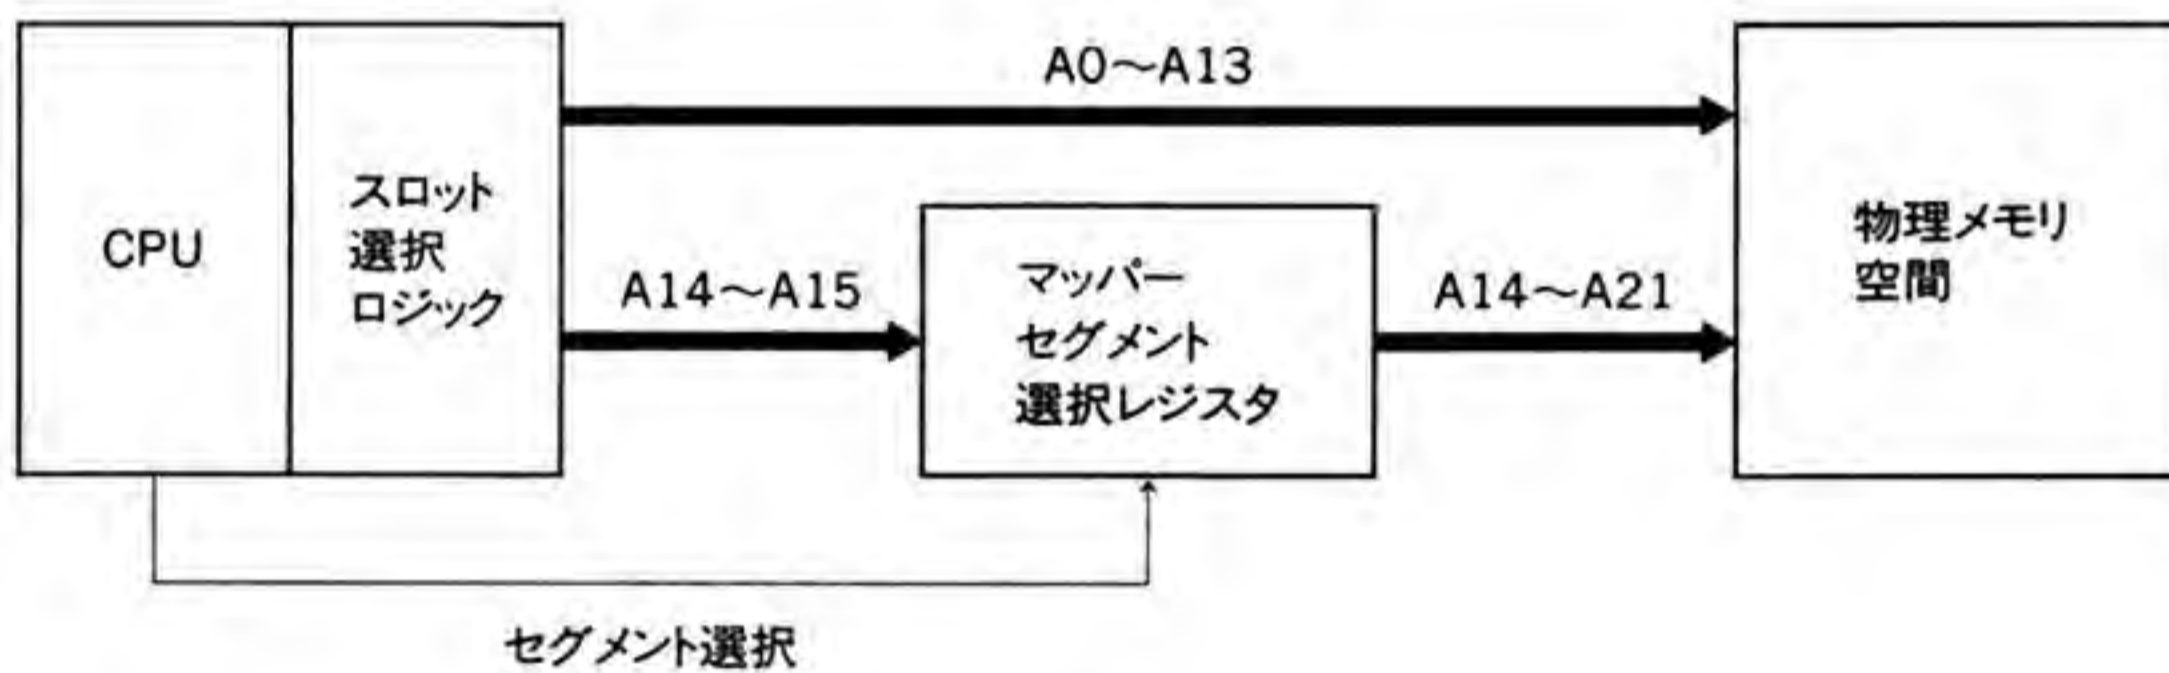 A0～A13
CPU
スロット
選択
ロジック
A14～A15
マッパー
セグメント
選択レジスタ
A14～A21
物理メモリ
空間
セグメント選択